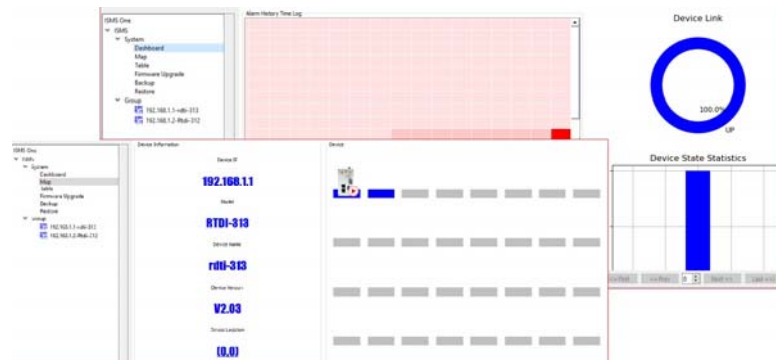 ISMS One
ISMS
System
Dashboard
Map
Table
Firmware Upgrade
Backup
Restore
Group
192.168.1.1-rdti-313
192.168.1.2-Rtdi-312
Alarm History Time Log
Device Link
100.0%
UP
Device State Statistics
<<First
<<Prev
0
Next >>
Last >>
ISMS One
ISMS
System
Dashboard
Map
Table
Firmware Upgrade
Backup
Restore
Group
192.168.1.1-rdti-313
192.168.1.2-Rtdi-312
Device Information
Device IP
192.168.1.1
Model
RTDI-313
Device Name
rdti-313
Device Version
V2.03
Device Location
(0,0)
Device